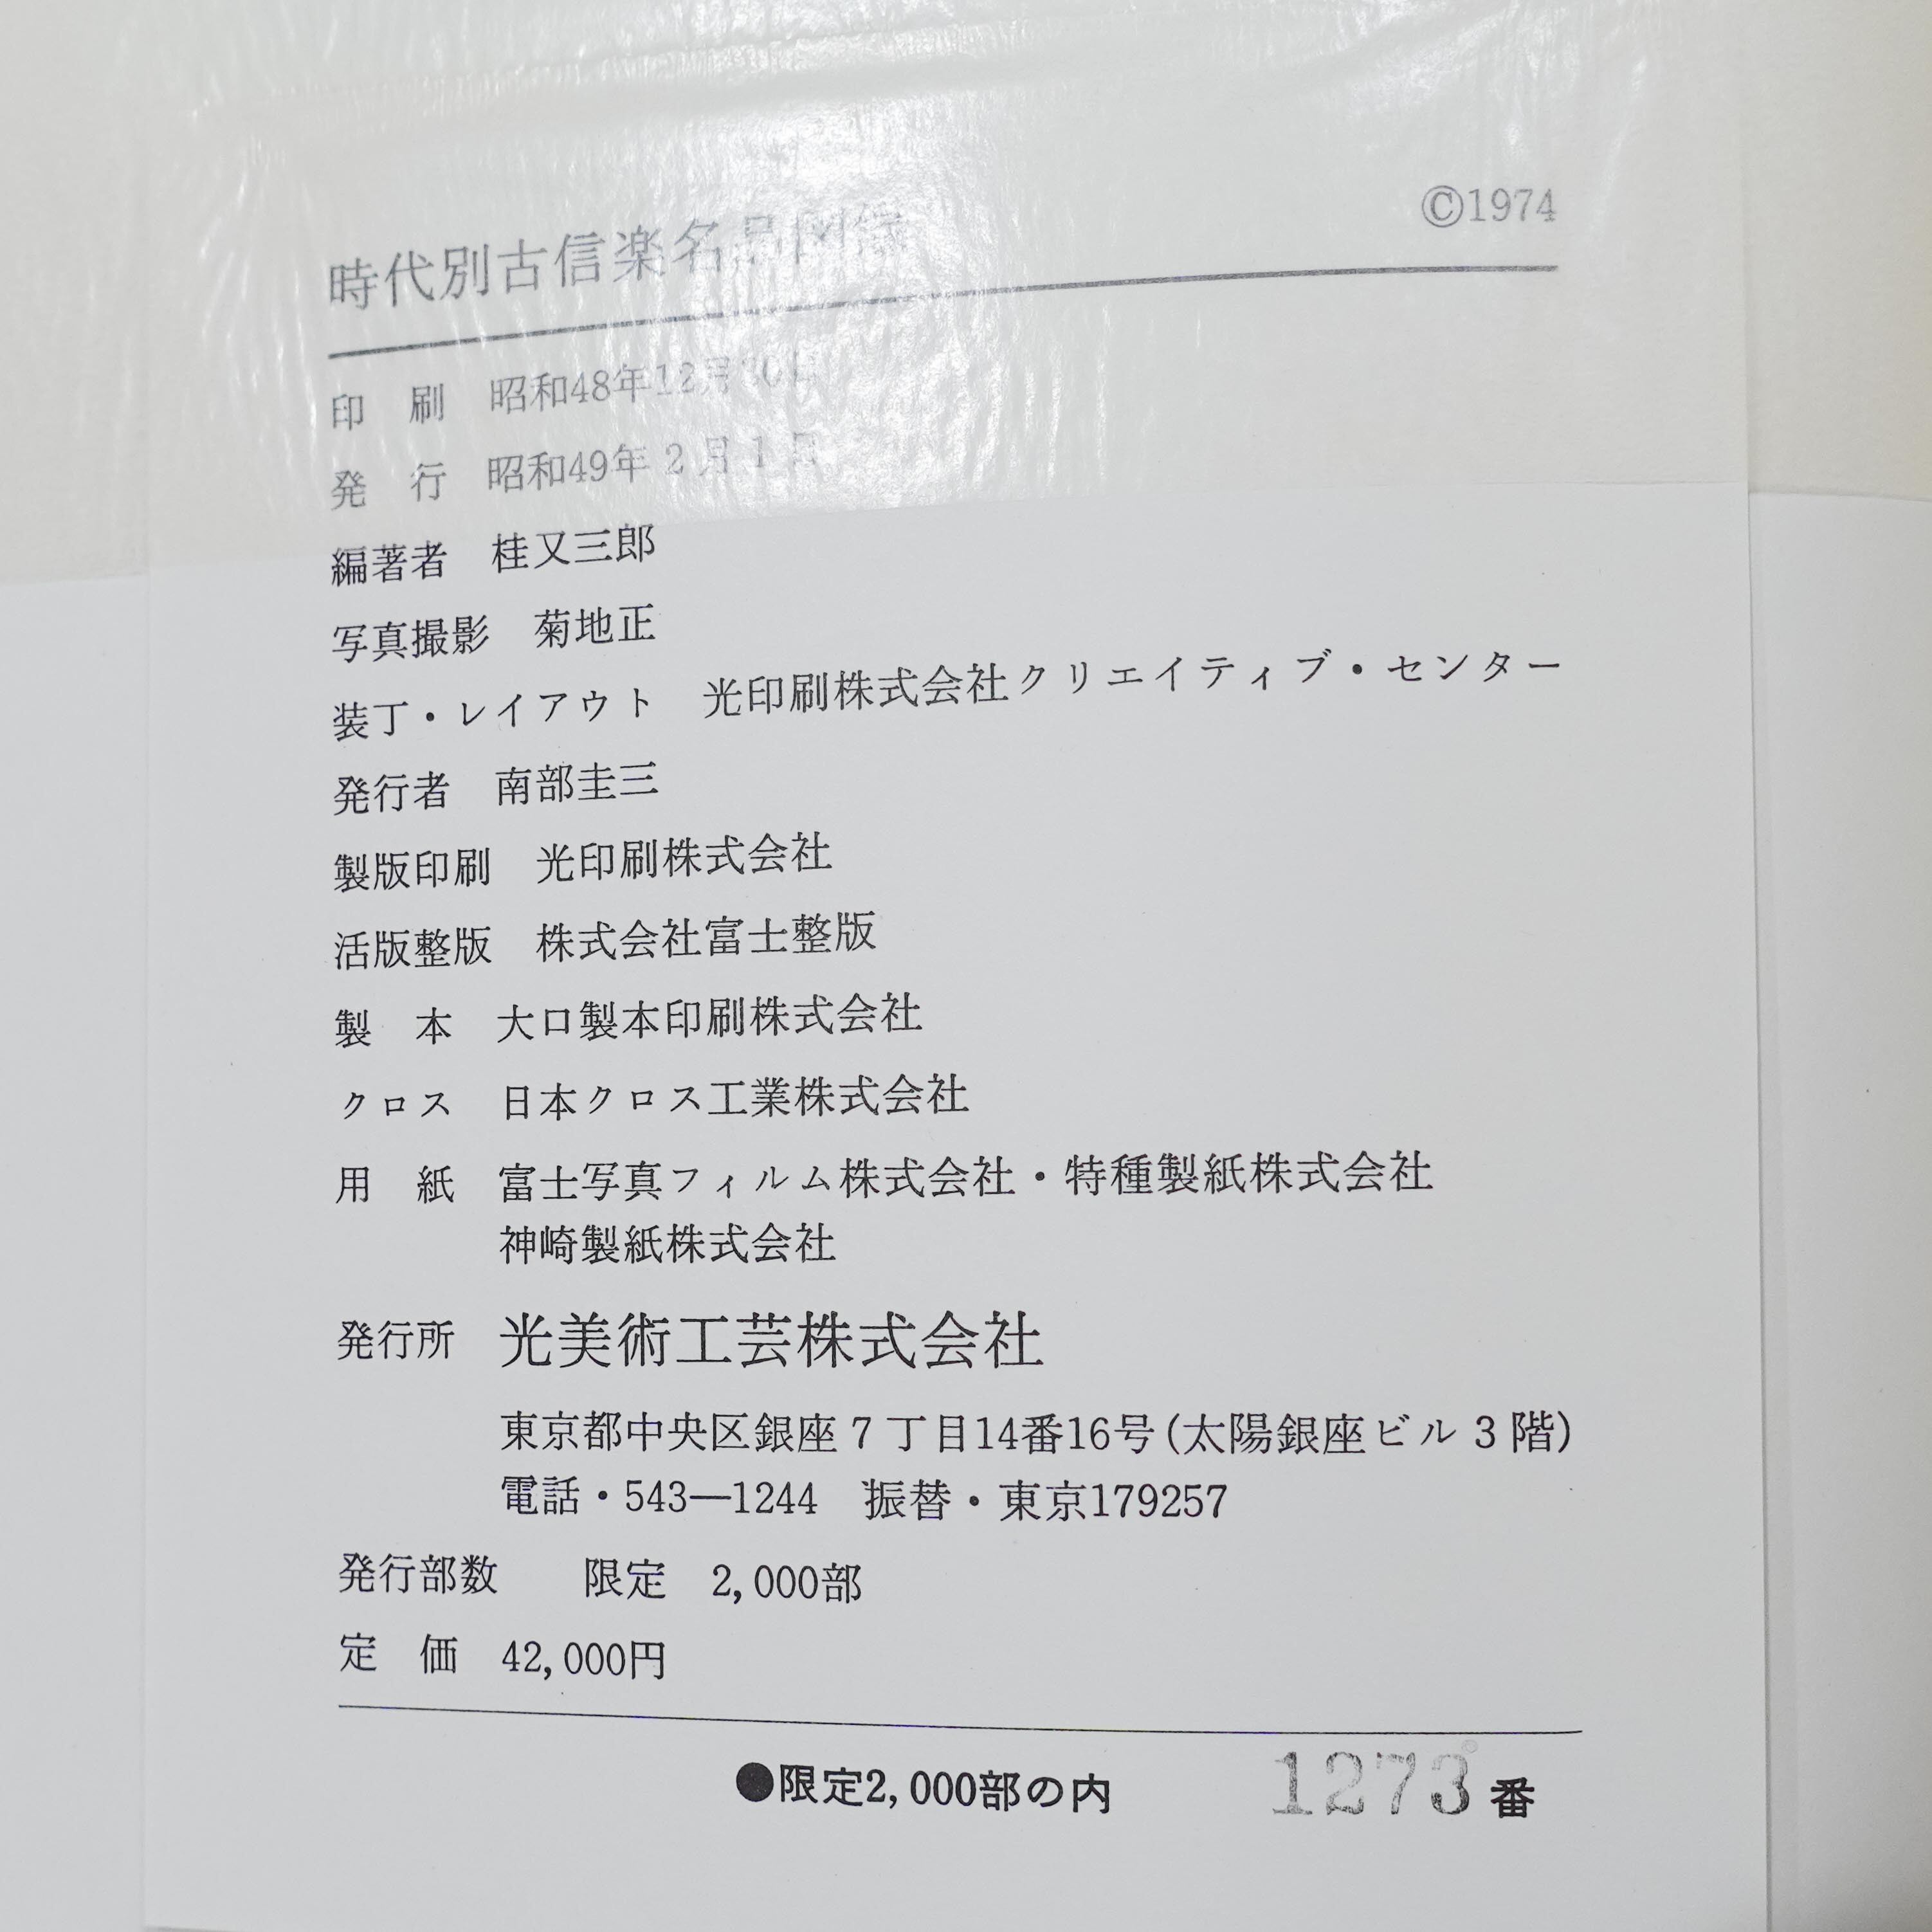 ©1974
時代別古信楽名品図録
印　刷　昭和48年12月30日
発　行　昭和49年2月1日
編著者　桂又三郎
写真撮影　菊地正
装丁・レイアウト　光印刷株式会社クリエイティブ・センター
発行者　南部圭三
製版印刷　光印刷株式会社
活版整版　株式会社富士整版
製　本　大口製本印刷株式会社
クロス　日本クロス工業株式会社
用　紙　富士写真フィルム株式会社・特種製紙株式会社
神崎製紙株式会社
発行所　光美術工芸株式会社
東京都中央区銀座7丁目14番16号(太陽銀座ビル3階)
電話・543―1244　振替・東京179257
発行部数　限定　2,000部
定　価　42,000円
●限定2,000部の内　1273番